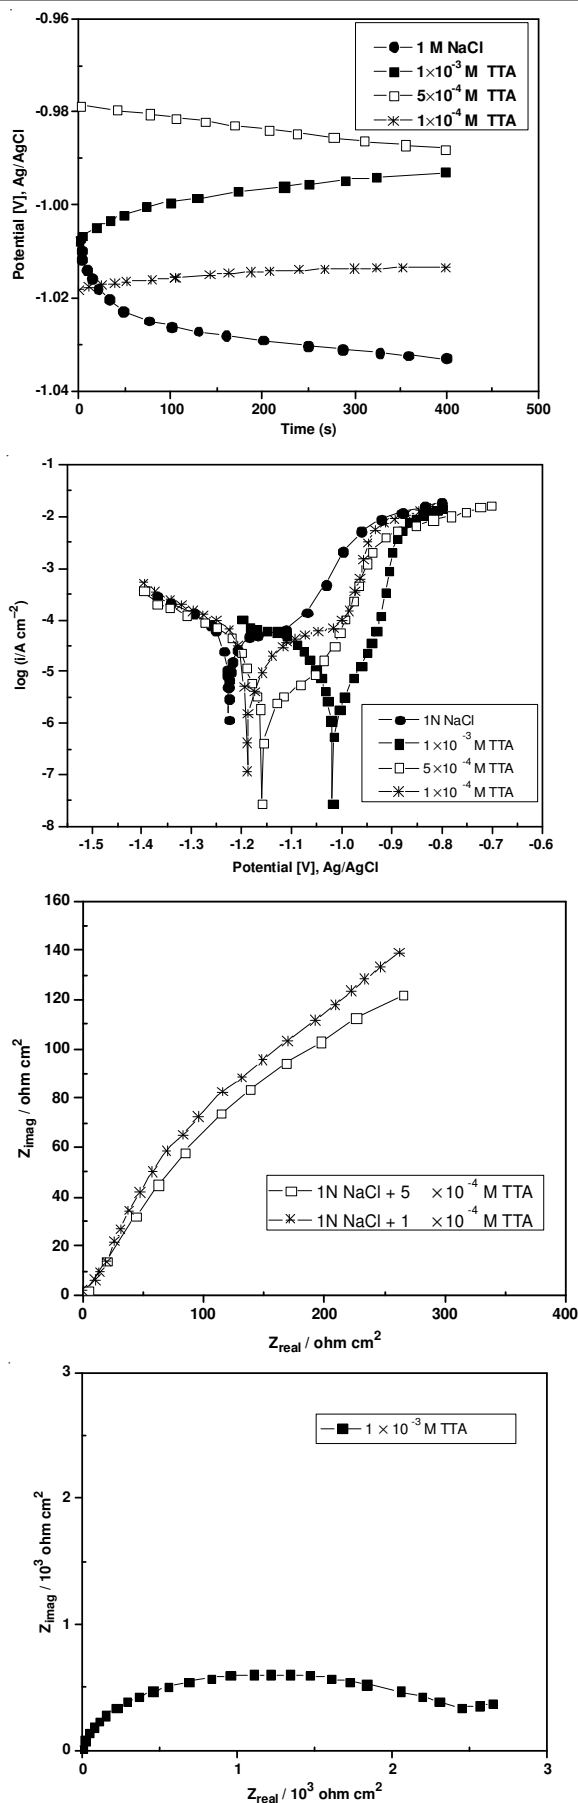 -0.96
-0.98
-1.00
-1.02
-1.04
Potential [V], Ag/AgCl
1 M NaCl
1×10⁻³ M TTA
5×10⁻⁴ M TTA
1×10⁻⁴ M TTA
0 100 200 300 400 500
Time (s)
-1
-2
-3
-4
-5
-6
-7
-8
log (i/A cm⁻²)
1N NaCl
1×10⁻³ M TTA
5×10⁻⁴ M TTA
1×10⁻⁴ M TTA
-1.5 -1.4 -1.3 -1.2 -1.1 -1.0 -0.9 -0.8 -0.7 -0.6
Potential [V], Ag/AgCl
160
140
120
100
80
60
40
20
0
Z_imag / ohm cm²
1N NaCl + 5 ×10⁻⁴ M TTA
1N NaCl + 1 ×10⁻⁴ M TTA
0 100 200 300 400
Z_real / ohm cm²
3
2
1
0
Z_imag / 10³ ohm cm²
1 ×10⁻³ M TTA
0 1 2 3
Z_real / 10³ ohm cm²